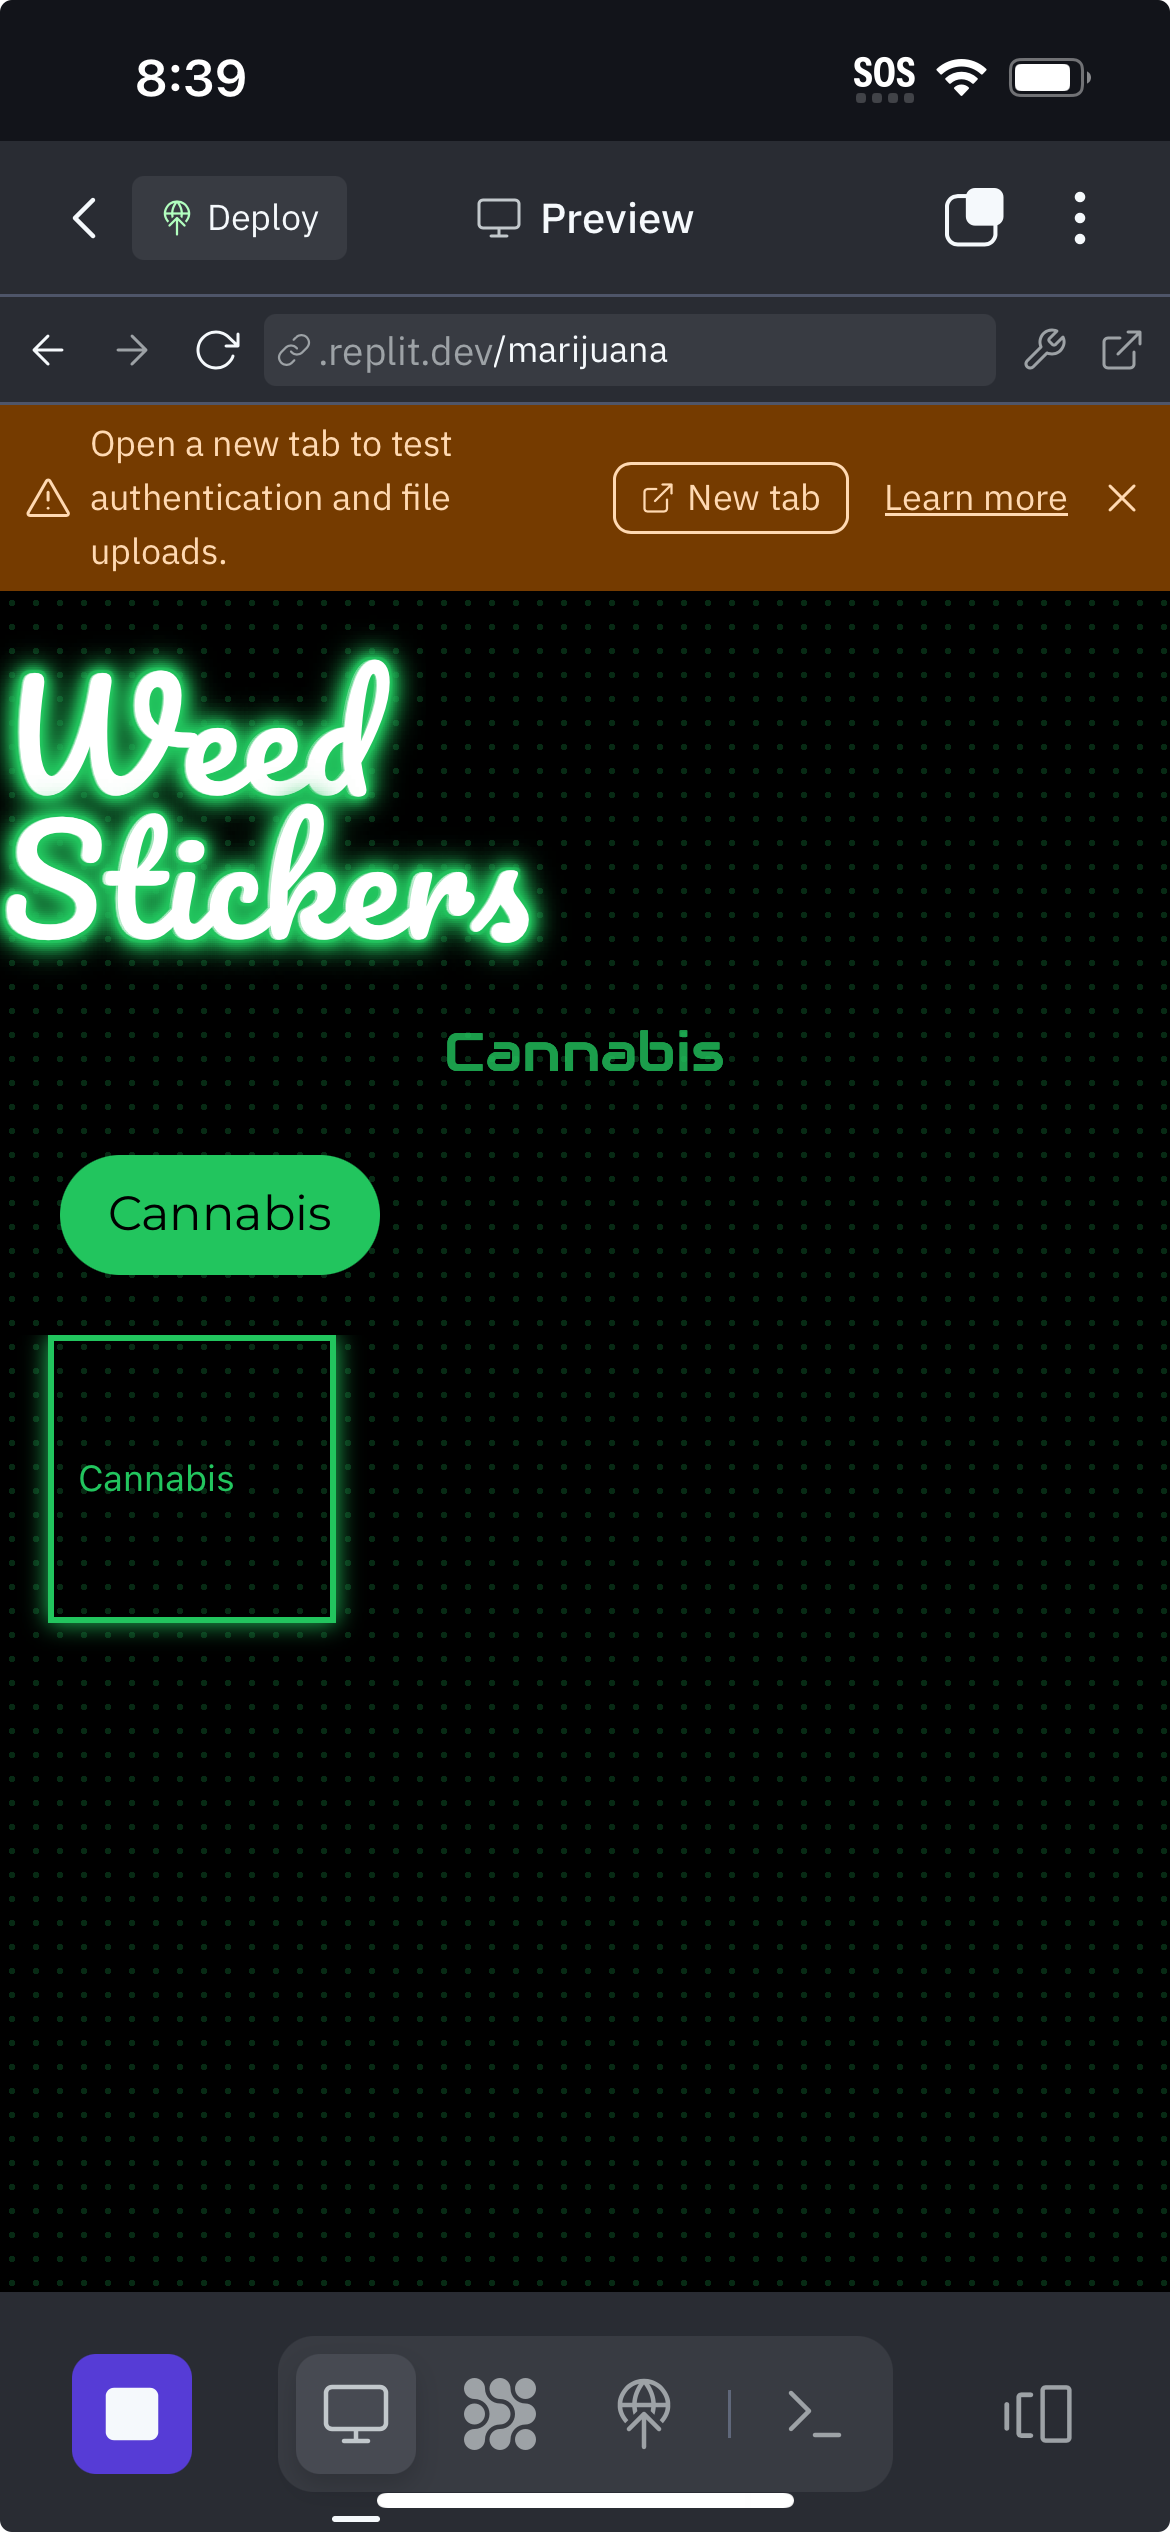 8:39
SOS
Deploy
Preview
.replit.dev/marijuana
Open a new tab to test
authentication and file
uploads.
New tab
Learn more
Weed
Stickers
Cannabis
Cannabis
Cannabis